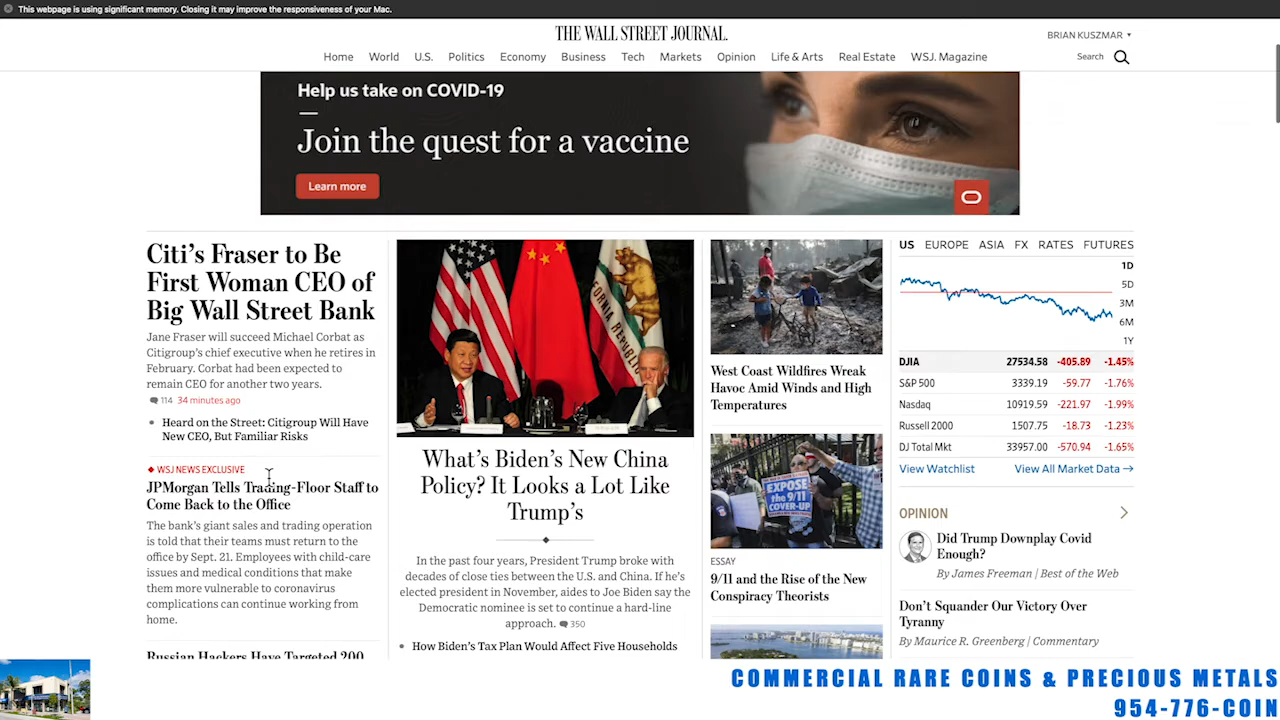 This webpage is using significant memory. Closing it may improve the responsiveness of your Mac.
THE WALL STREET JOURNAL.
BRIAN KUSZMAR
Home World U.S. Politics Economy Business Tech Markets Opinion Life & Arts Real Estate WSJ. Magazine
Search
Help us take on COVID-19
Join the quest for a vaccine
Learn more
Citi's Fraser to Be
First Woman CEO of
Big Wall Street Bank
Jane Fraser will succeed Michael Corbat as
Citigroup's chief executive when he retires in
February. Corbat had been expected to
remain CEO for another two years.
114 34 minutes ago
Heard on the Street: Citigroup Will Have
New CEO, But Familiar Risks
WSJ NEWS EXCLUSIVE
JPMorgan Tells Trading-Floor Staff to
Come Back to the Office
The bank's giant sales and trading operation
is told that their teams must return to the
office by Sept. 21. Employees with child-care
issues and medical conditions that make
them more vulnerable to coronavirus
complications can continue working from
home.
Russian Hackers Have Targeted 200
What's Biden's New China
Policy? It Looks a Lot Like
Trump's
In the past four years, President Trump broke with
decades of close ties between the U.S. and China. If he's
elected president in November, aides to Joe Biden say the
Democratic nominee is set to continue a hard-line
approach. 350
How Biden's Tax Plan Would Affect Five Households
West Coast Wildfires Wreak
Havoc Amid Winds and High
Temperatures
EXPOSE
THE 9/11
COVER-UP
ESSAY
9/11 and the Rise of the New
Conspiracy Theorists
US EUROPE ASIA FX RATES FUTURES
1D
5D
3M
6M
1Y
DJIA 27534.58 -405.89 -1.45%
S&P 500 3339.19 -59.77 -1.76%
Nasdaq 10919.59 -221.97 -1.99%
Russell 2000 1507.75 -18.73 -1.23%
DJ Total Mkt 33957.00 -570.94 -1.65%
View Watchlist View All Market Data →
OPINION
Did Trump Downplay Covid
Enough?
By James Freeman | Best of the Web
Don't Squander Our Victory Over
Tyranny
By Maurice R. Greenberg | Commentary
COMMERCIAL RARE COINS & PRECIOUS METALS
954-776-COIN